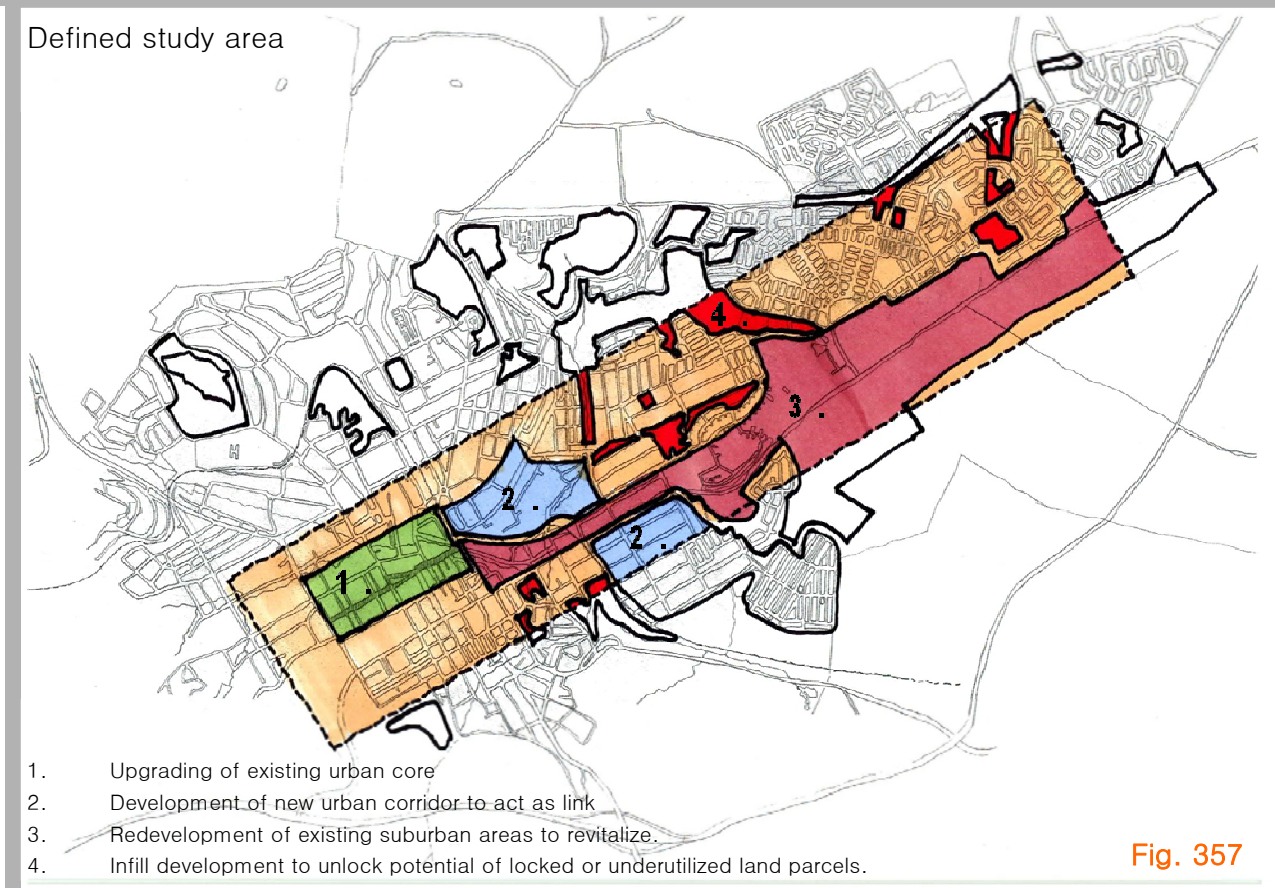 Defined study area
4 .
3 .
2 .
2 .
1 .
H
1. Upgrading of existing urban core
2. Development of new urban corridor to act as link
3. Redevelopment of existing suburban areas to revitalize.
4. Infill development to unlock potential of locked or underutilized land parcels.
Fig. 357